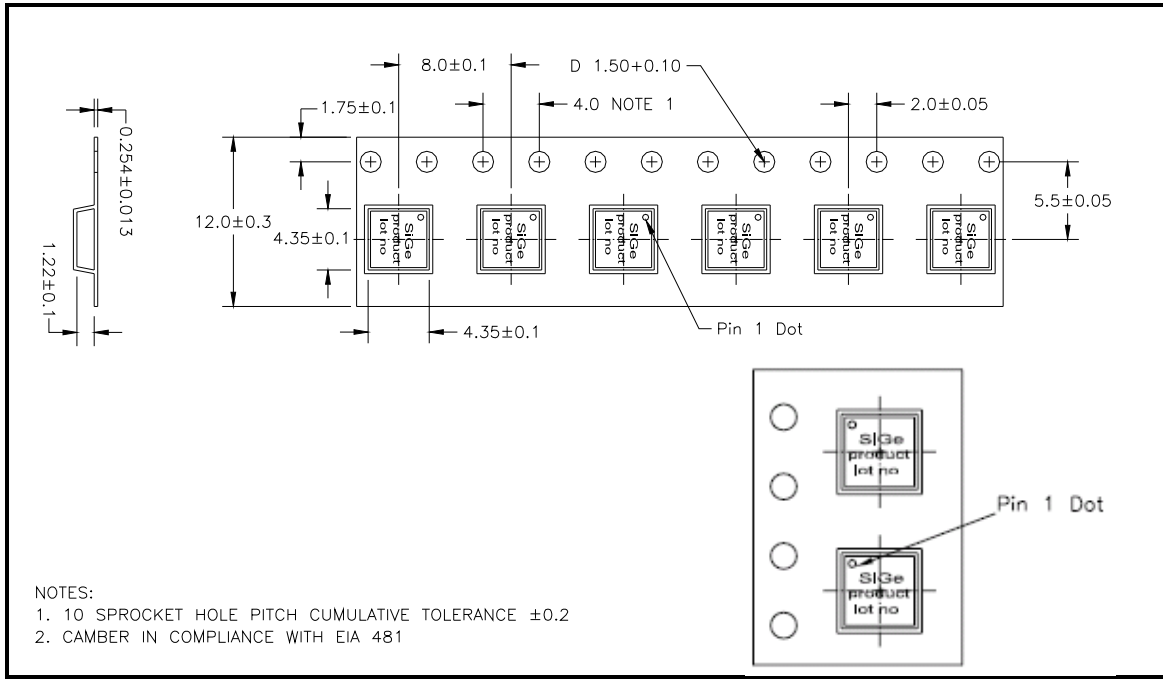 8.0±0.1
D 1.50+0.10
1.75±0.1
4.0 NOTE 1
2.0±0.05
0.254±0.013
12.0±0.3
4.35±0.1
5.5±0.05
1.22±0.1
SiGe
product
lot no
SiGe
product
lot no
SiGe
product
lot no
SiGe
product
lot no
SiGe
product
lot no
SiGe
product
lot no
4.35±0.1
Pin 1 Dot
SiGe
product
lot no
Pin 1 Dot
SiGe
product
lot no
NOTES:
1. 10 SPROCKET HOLE PITCH CUMULATIVE TOLERANCE ±0.2
2. CAMBER IN COMPLIANCE WITH EIA 481